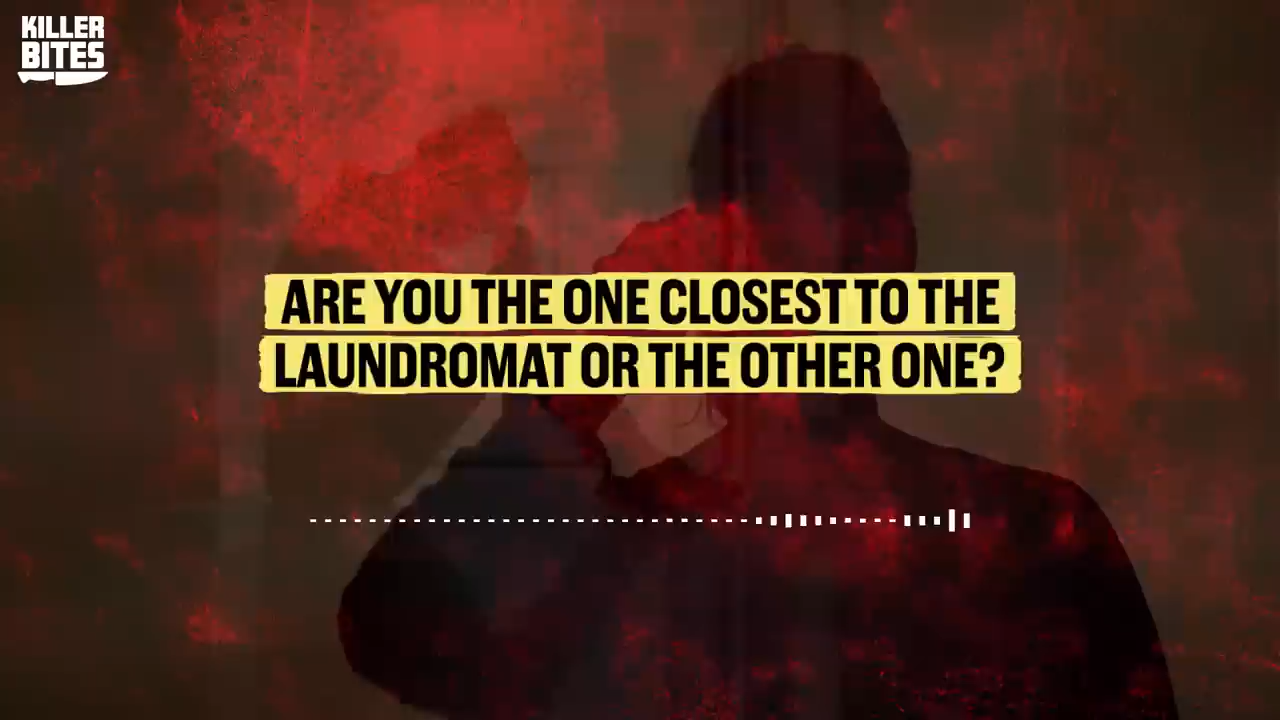 KILLER
BITES
ARE YOU THE ONE CLOSEST TO THE
LAUNDROMAT OR THE OTHER ONE?